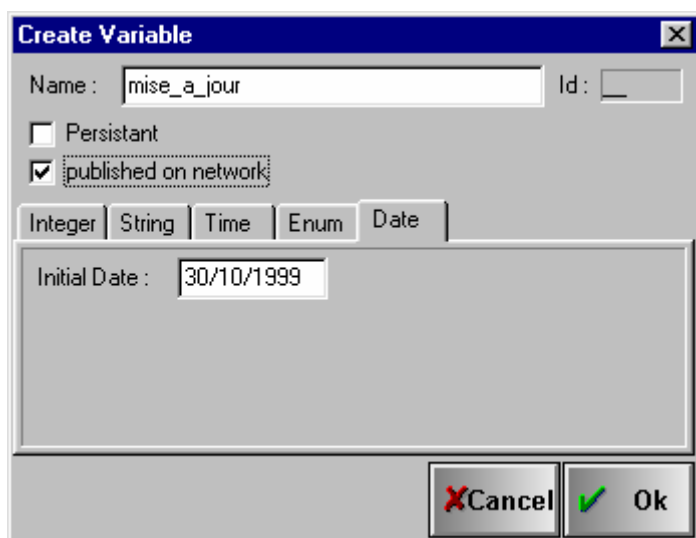 Create Variable
Name : mise_a_jour Id : __
Persistant
published on network
Integer String Time Enum Date
Initial Date : 30/10/1999
Cancel Ok